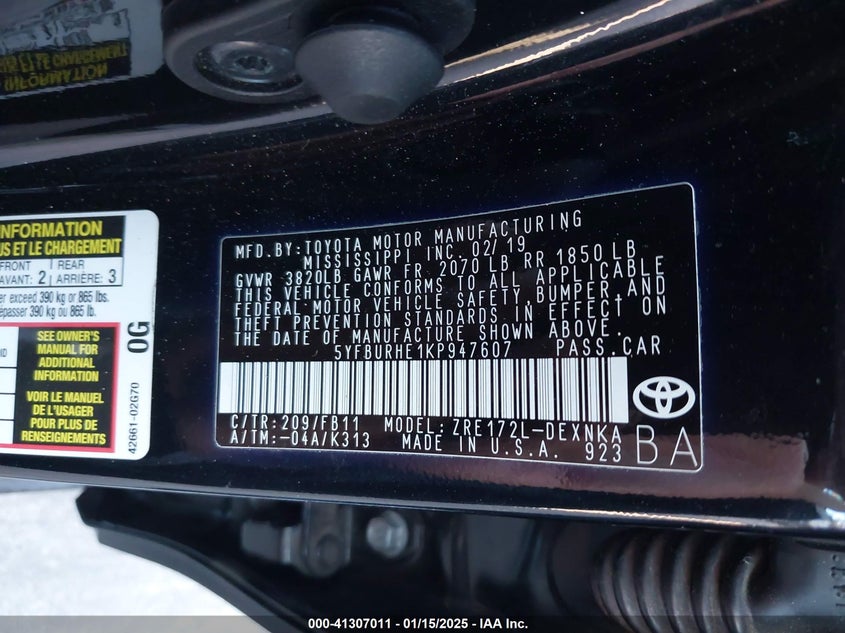 INFORMATION
US ET LE CHARGEMENT
FRONT
AVANT: 2
REAR
ARRIÈRE: 3
er exceed 390 kg or 865 lbs.
épasser 390 kg ou 865 lb.
SEE OWNER'S
MANUAL FOR
ADDITIONAL
INFORMATION
VOIR LE MANUEL
DE L'USAGER
POUR PLUS DE
RENSEIGNEMENTS
0G
42661-02G70
MFD. BY: TOYOTA MOTOR MANUFACTURING
MISSISSIPPI INC. 02/19
GVWR 3820LB GAWR FR 2070 LB RR 1850 LB
THIS VEHICLE CONFORMS TO ALL APPLICABLE
FEDERAL MOTOR VEHICLE SAFETY, BUMPER AND
THEFT PREVENTION STANDARDS IN EFFECT ON
THE DATE OF MANUFACTURE SHOWN ABOVE.
5YFBURHE1KP947607 PASS.CAR
C/TR: 209/FB11 MODEL: ZRE172L-DEXNKA
A/TM: -04A/K313 MADE IN U.S.A. 923
BA
000-41307011 - 01/15/2025 - IAA Inc.